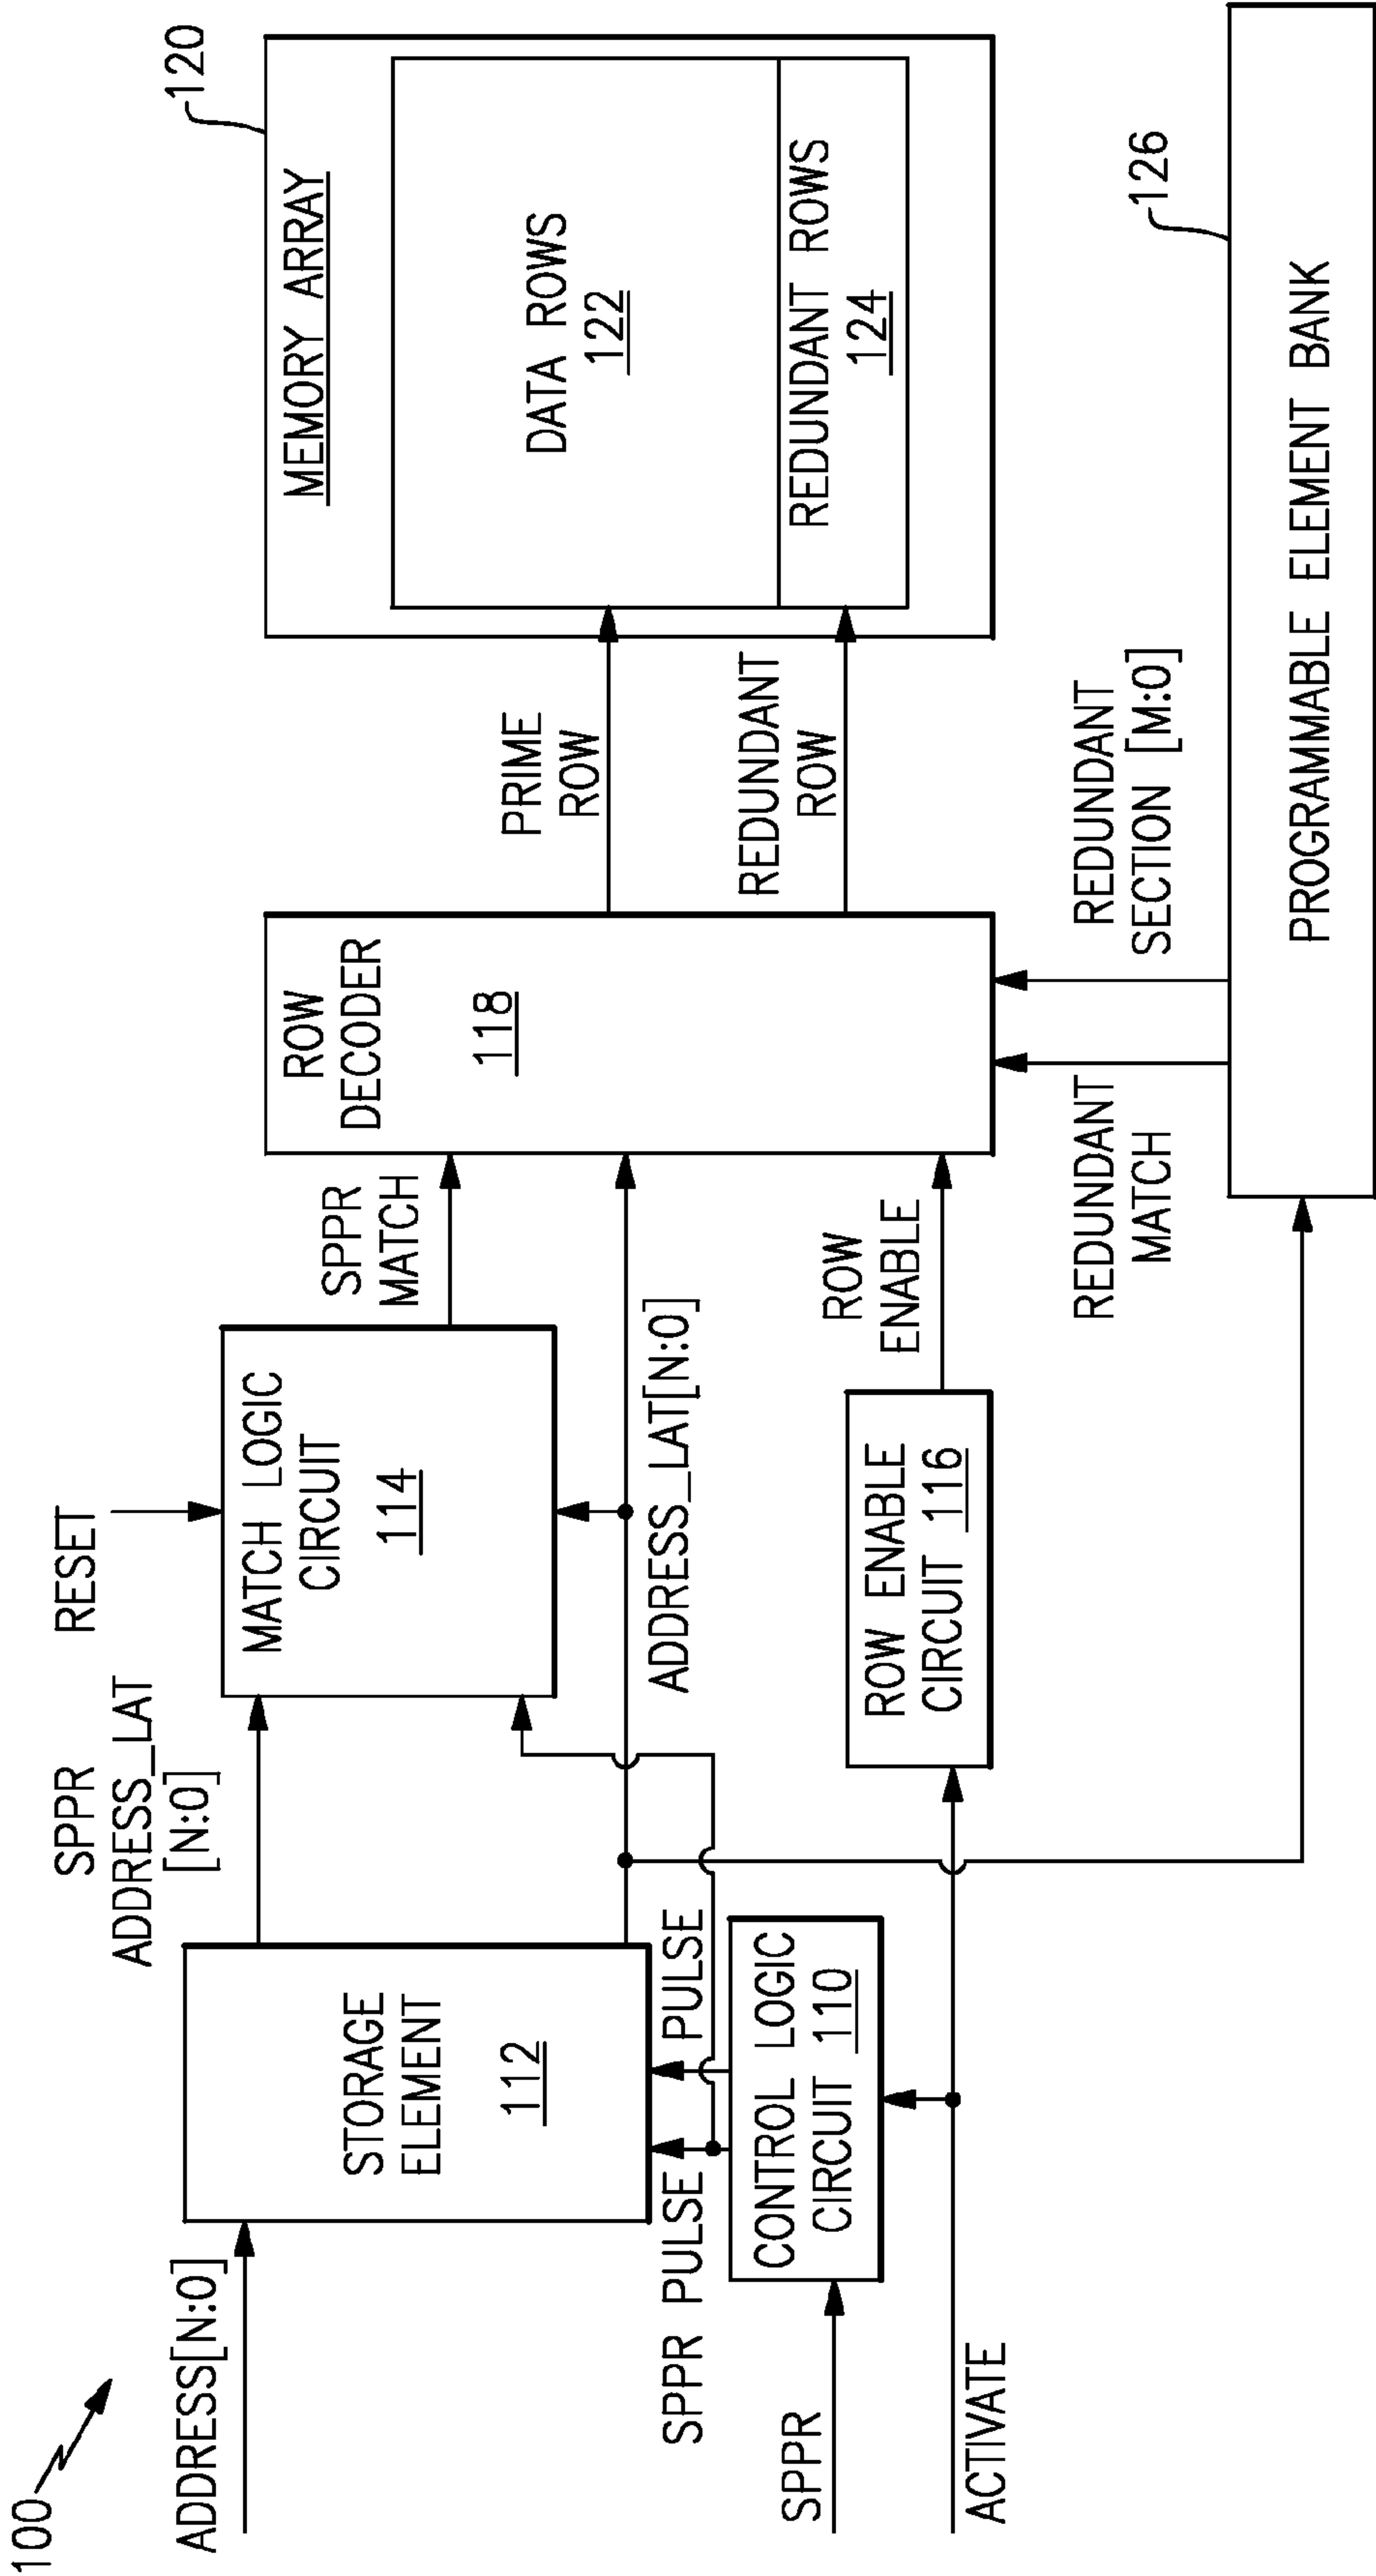 100
ADDRESS[N:0]
STORAGE
ELEMENT
112
SPPR
ADDRESS_LAT
[N:0]
RESET
MATCH LOGIC
CIRCUIT
114
SPPR
MATCH
ROW
DECODER
118
PRIME
ROW
REDUNDANT
ROW
MEMORY ARRAY
120
DATA ROWS
122
REDUNDANT ROWS
124
SPPR PULSE
PULSE
ADDRESS_LAT[N:0]
SPPR
CONTROL LOGIC
CIRCUIT 110
ACTIVATE
ROW ENABLE
CIRCUIT 116
ROW
ENABLE
REDUNDANT
MATCH
REDUNDANT
SECTION [M:0]
PROGRAMMABLE ELEMENT BANK
126